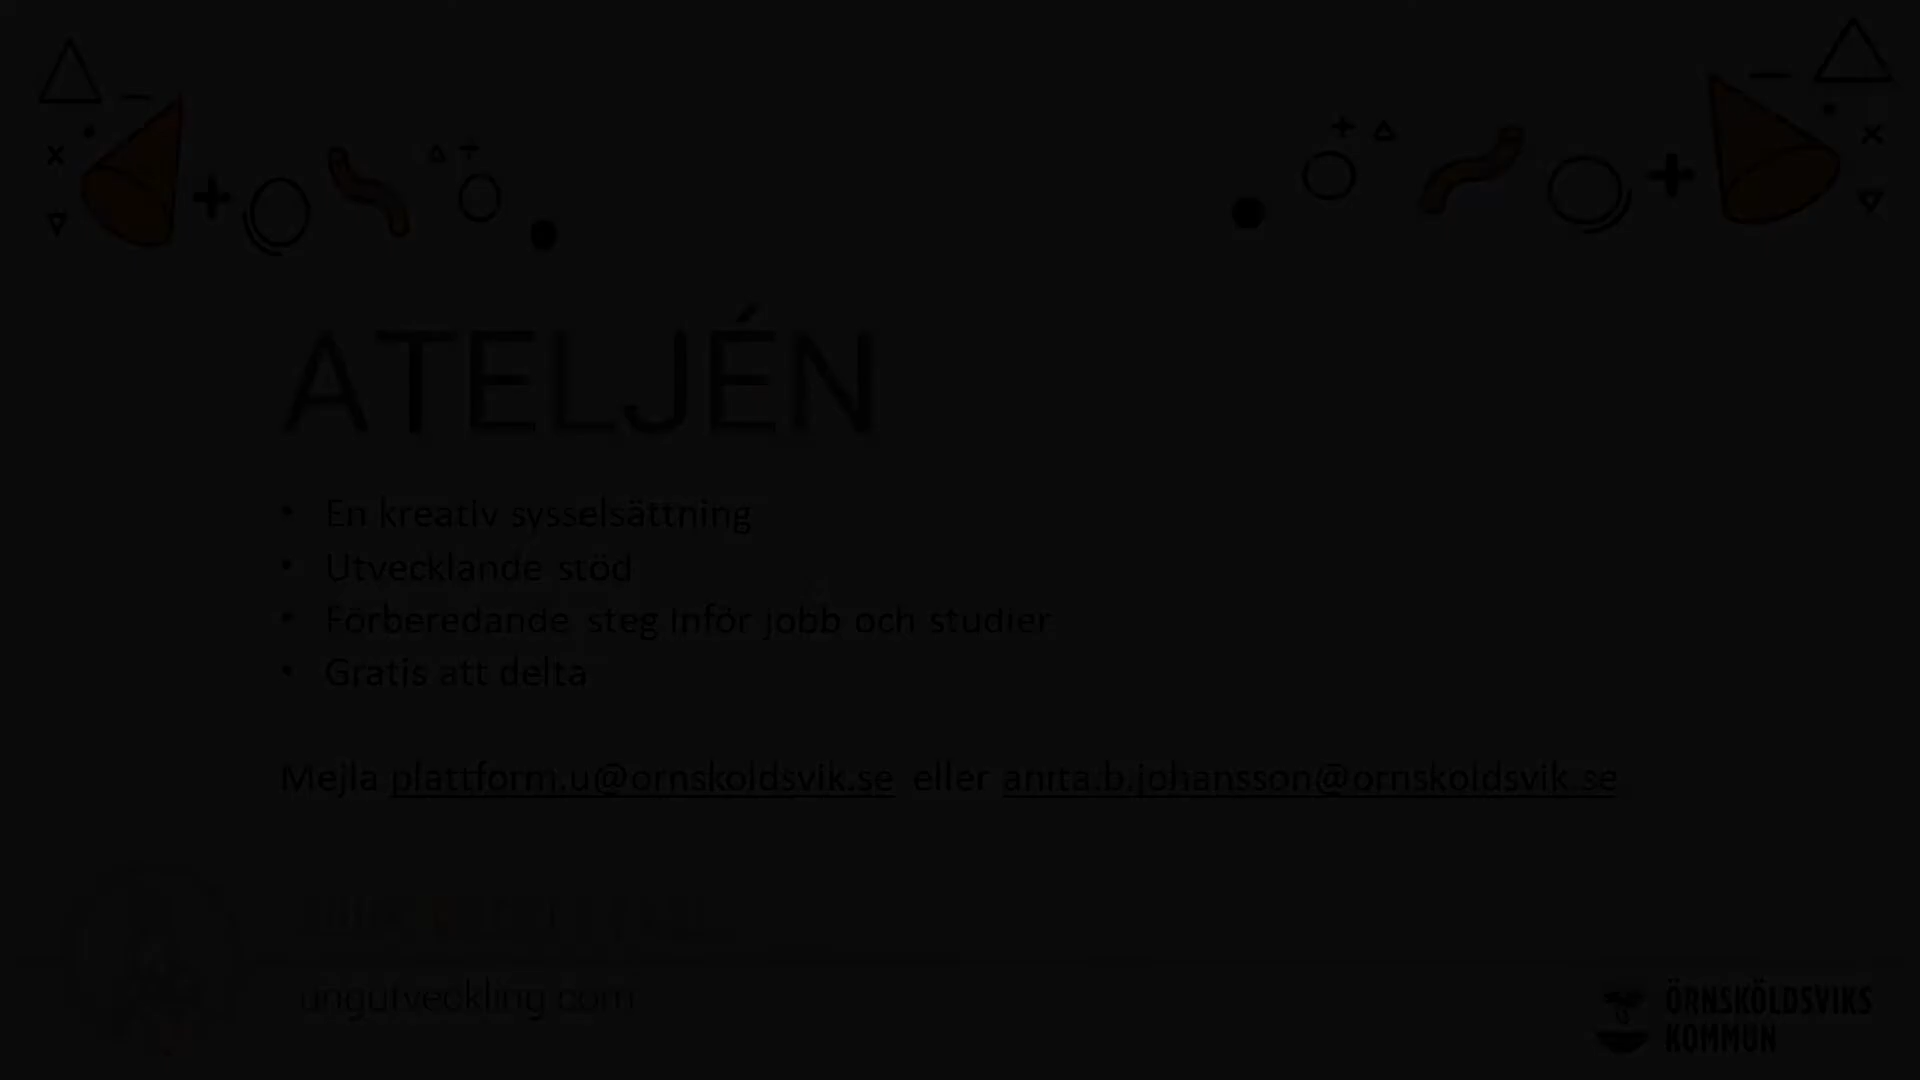 ATELJÉN
• En kreativ sysselsättning
• Utvecklande stöd
• Förberedande steg inför jobb och studier
• Gratis att delta
Mejla plattform.u@ornskoldsvik.se eller anita.b.johansson@ornskoldsvik.se
ungutveckling.com
ÖRNSKÖLDSVIKS
KOMMUN